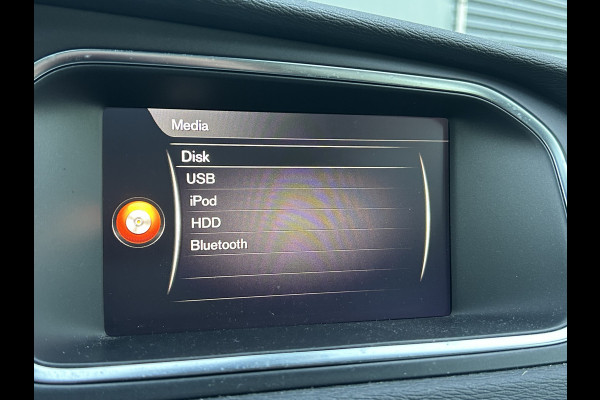 Media
Disk
USB
iPod
HDD
Bluetooth